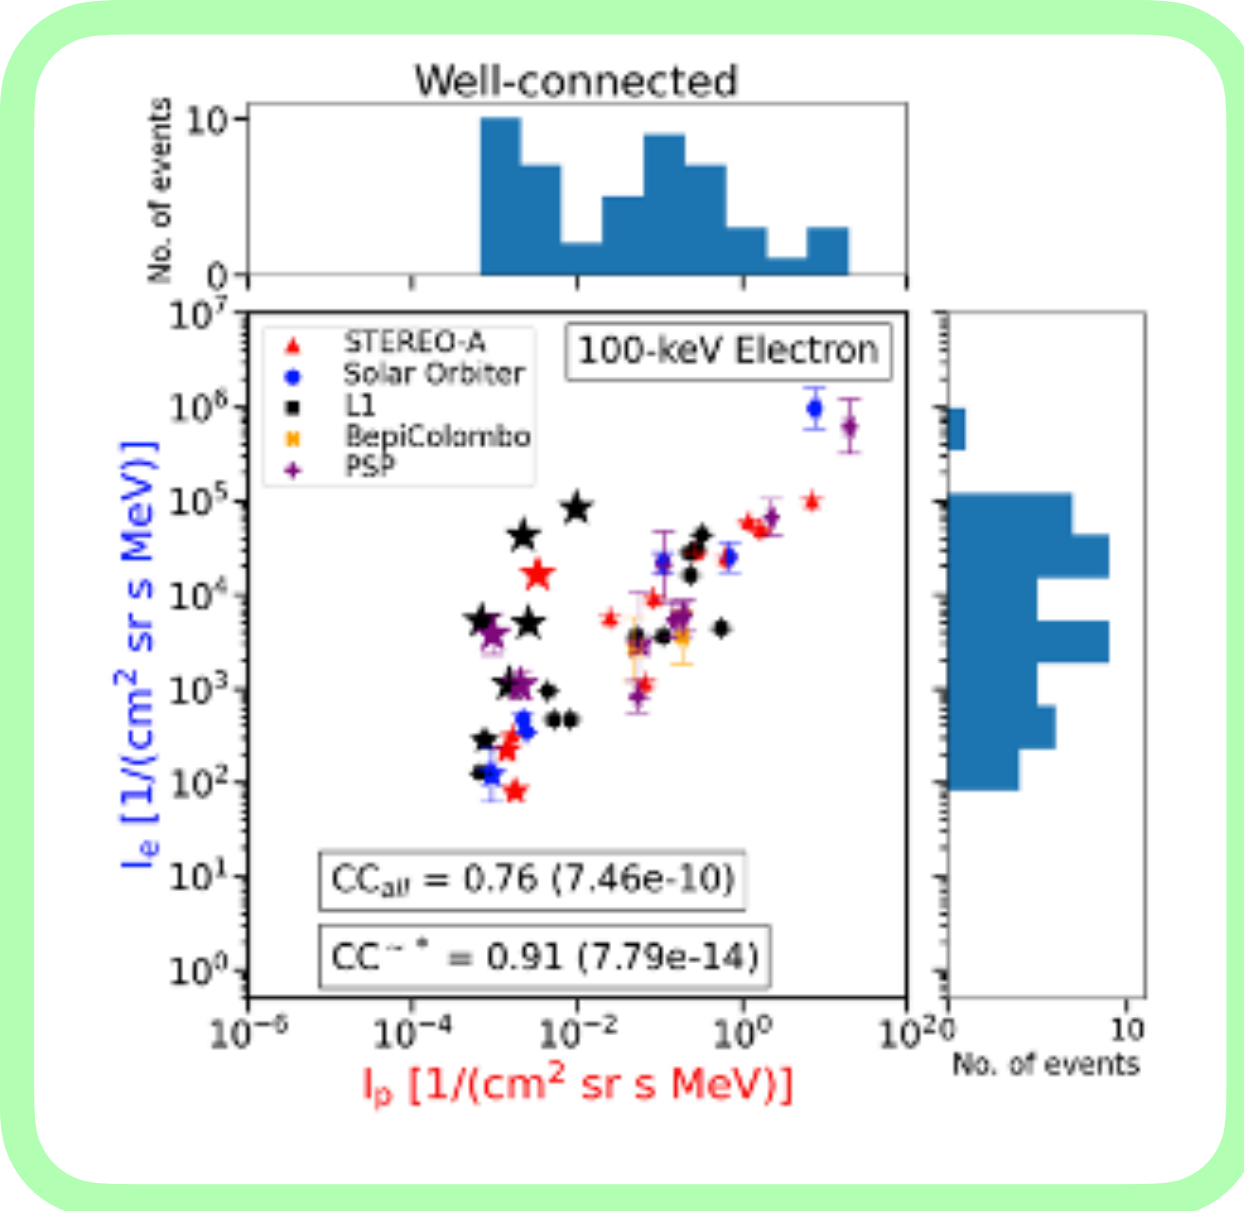 Well-connected
No. of events
10
0
10⁷
10⁶
10⁵
10⁴
10³
10²
10¹
10⁰
STEREO-A
Solar Orbiter
L1
BepiColombo
PSP
100-keV Electron
Iₑ [1/(cm² sr s MeV)]
CCₐₗₗ = 0.76 (7.46e-10)
CC~* = 0.91 (7.79e-14)
10⁻⁶ 10⁻⁴ 10⁻² 10⁰ 10²
Iₚ [1/(cm² sr s MeV)]
0 10
No. of events